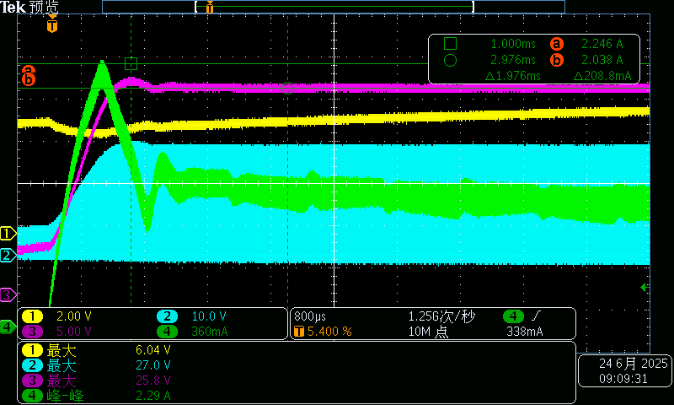 Tek 预览
T
T
a
b
1.000ms a 2.246 A
2.976ms b 2.038 A
△1.976ms △208.8mA
1
2
3
4
1 2.00 V 2 10.0 V
3 5.00 V 4 360mA
800µs 1.25G次/秒 4
T 5.400 % 10M 点 338mA
1 最大 6.04 V
2 最大 27.0 V
3 最大 25.8 V
4 峰-峰 2.29 A
24 6月 2025
09:09:31